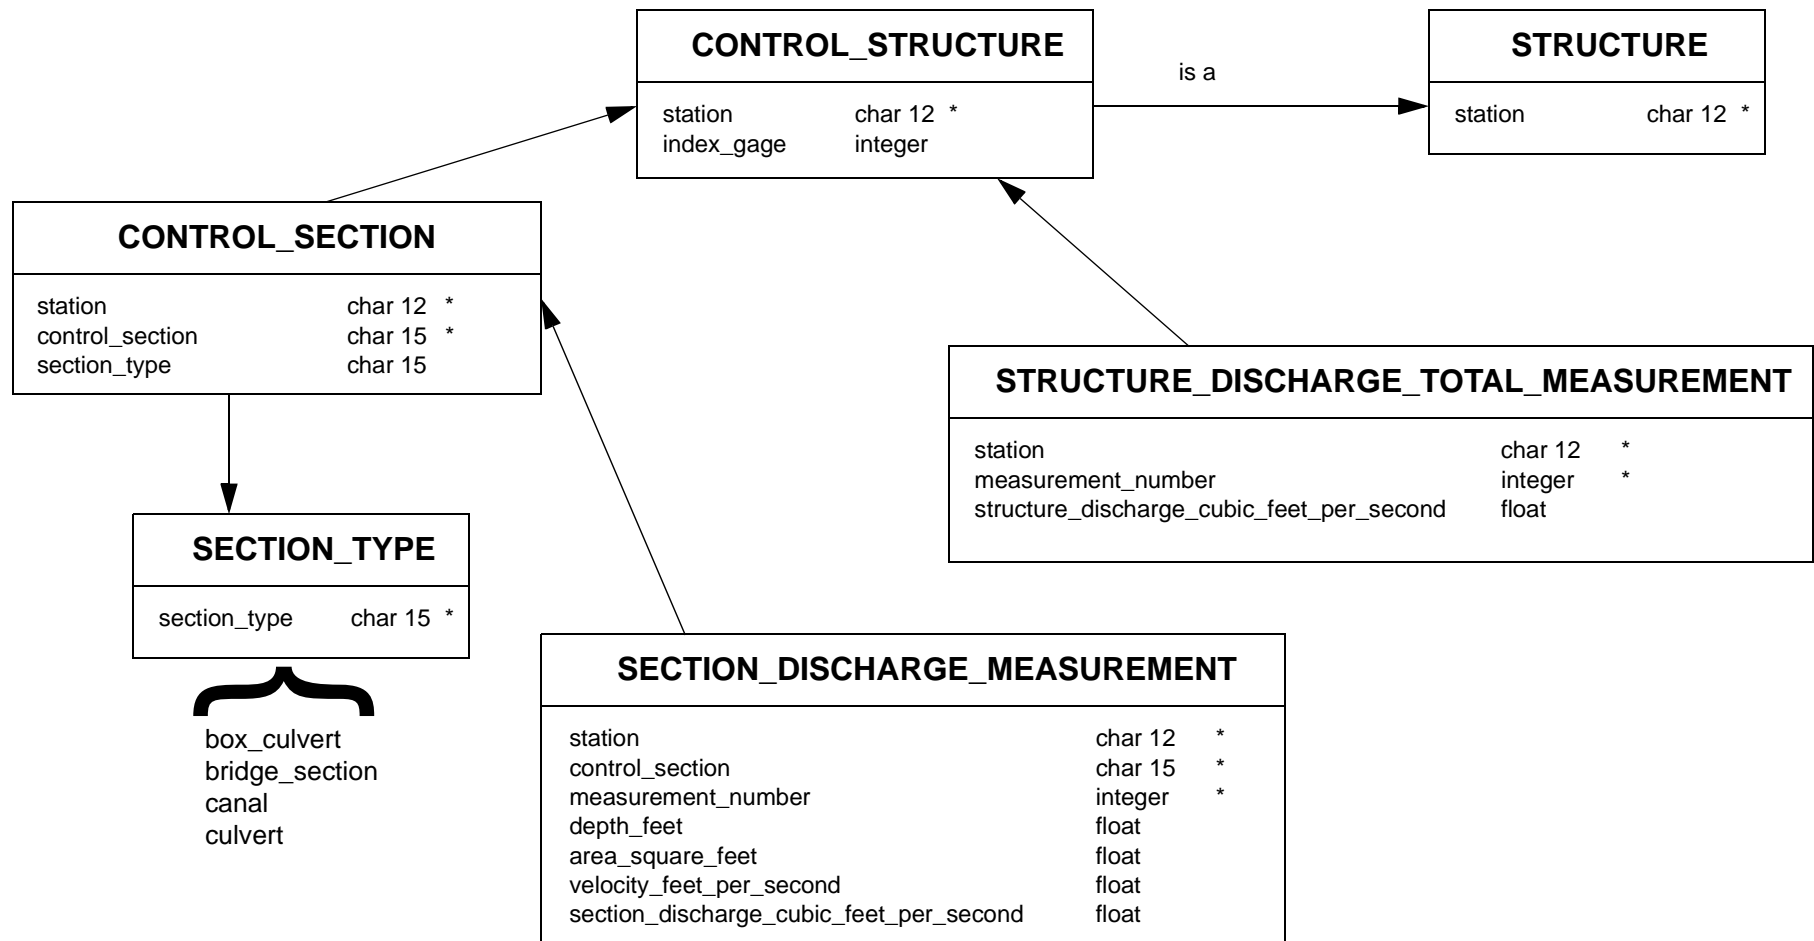 CONTROL_STRUCTURE
station char 12 *
index_gage integer
is a
STRUCTURE
station char 12 *
CONTROL_SECTION
station char 12 *
control_section char 15 *
section_type char 15
STRUCTURE_DISCHARGE_TOTAL_MEASUREMENT
station char 12 *
measurement_number integer *
structure_discharge_cubic_feet_per_second float
SECTION_TYPE
section_type char 15 *
box_culvert
bridge_section
canal
culvert
SECTION_DISCHARGE_MEASUREMENT
station char 12 *
control_section char 15 *
measurement_number integer *
depth_feet float
area_square_feet float
velocity_feet_per_second float
section_discharge_cubic_feet_per_second float